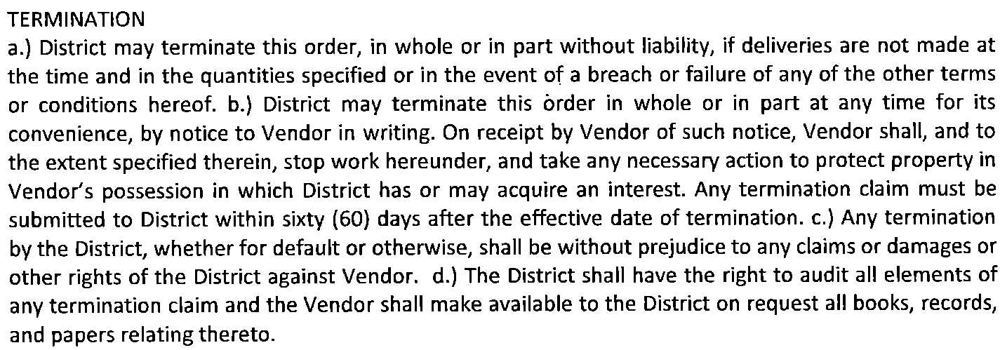 TERMINATION
a.) District may terminate this order, in whole or in part without liability, if deliveries are not made at
the time and in the quantities specified or in the event of a breach or failure of any of the other terms
or conditions hereof. b.) District may terminate this order in whole or in part at any time for its
convenience, by notice to Vendor in writing. On receipt by Vendor of such notice, Vendor shall, and to
the extent specified therein, stop work hereunder, and take any necessary action to protect property in
Vendor's possession in which District has or may acquire an interest. Any termination claim must be
submitted to District within sixty (60) days after the effective date of termination. c.) Any termination
by the District, whether for default or otherwise, shall be without prejudice to any claims or damages or
other rights of the District against Vendor.  d.) The District shall have the right to audit all elements of
any termination claim and the Vendor shall make available to the District on request all books, records,
and papers relating thereto.